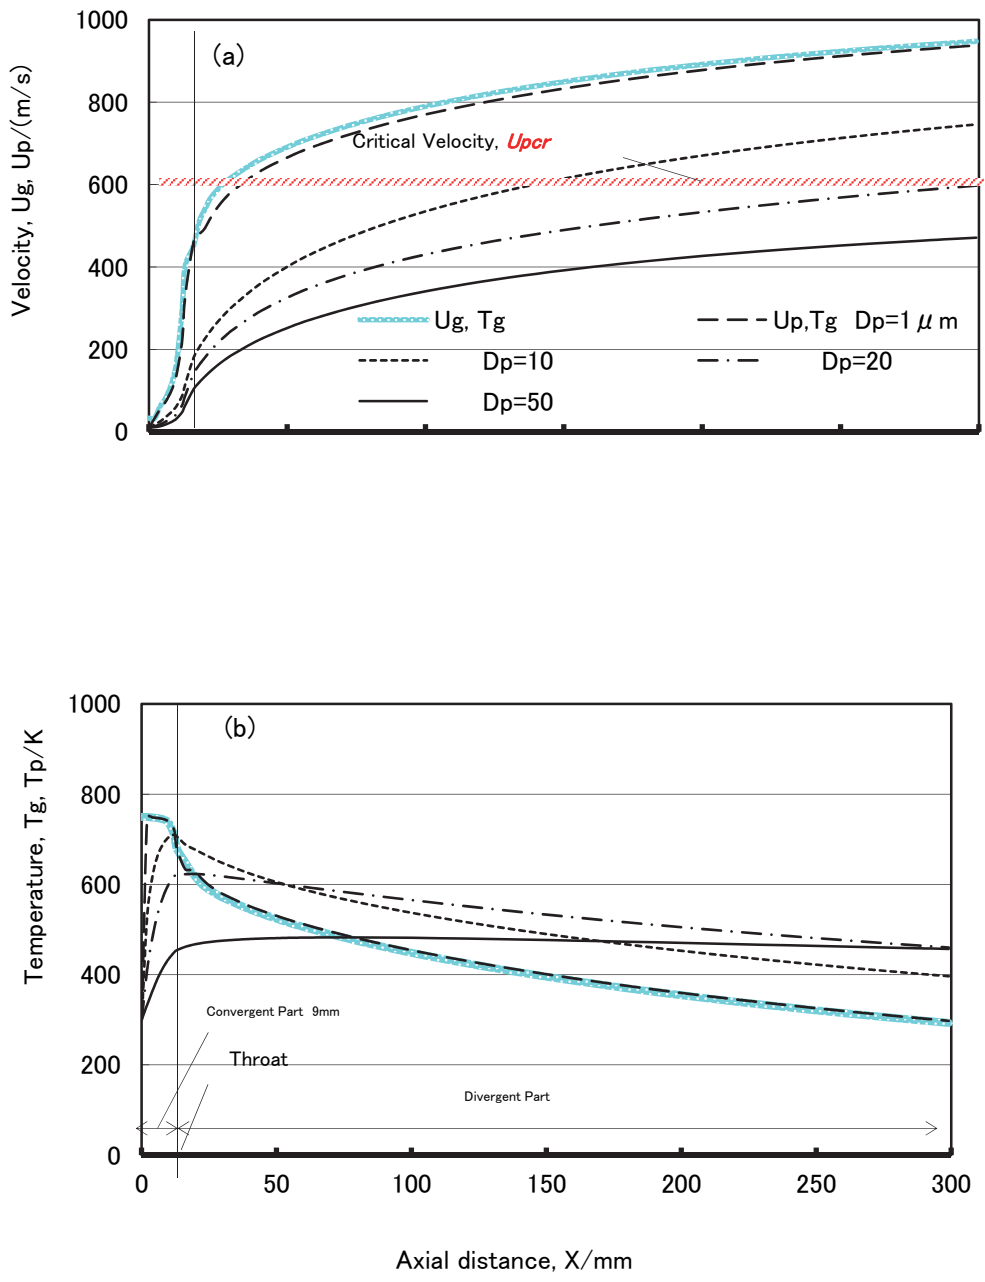 1000
(a)
800
Critical Velocity, Upcr
600
Velocity, Ug, Up/(m/s)
400
Ug, Tg
Up,Tg Dp=1μm
200
Dp=10
Dp=20
Dp=50
0
1000
(b)
800
600
Temperature, Tg, Tp/K
400
Convergent Part 9mm
Throat
200
Divergent Part
0
0 50 100 150 200 250 300
Axial distance, X/mm